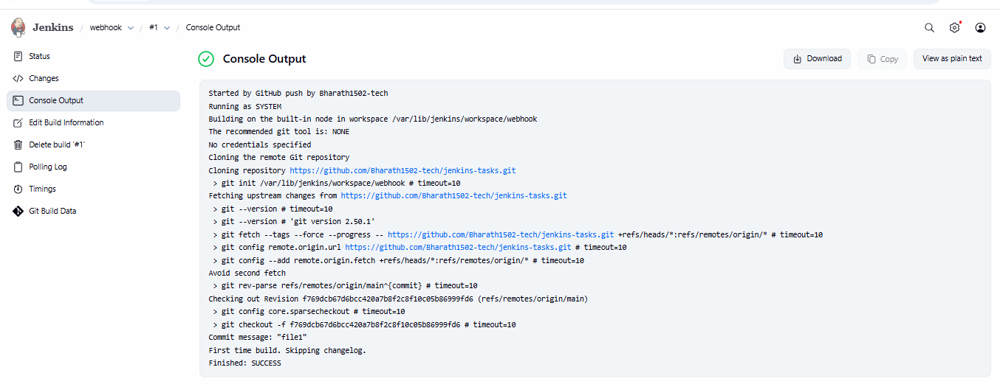 Jenkins / webhook / #1 / Console Output
Status
Changes
Console Output
Edit Build Information
Delete build '#1'
Polling Log
Timings
Git Build Data
Console Output
Download
Copy
View as plain text
Started by GitHub push by Bharath1502-tech
Running as SYSTEM
Building on the built-in node in workspace /var/lib/jenkins/workspace/webhook
The recommended git tool is: NONE
No credentials specified
Cloning the remote Git repository
Cloning repository https://github.com/Bharath1502-tech/jenkins-tasks.git
> git init /var/lib/jenkins/workspace/webhook # timeout=10
Fetching upstream changes from https://github.com/Bharath1502-tech/jenkins-tasks.git
> git --version # timeout=10
> git --version # 'git version 2.50.1'
> git fetch --tags --force --progress -- https://github.com/Bharath1502-tech/jenkins-tasks.git +refs/heads/*:refs/remotes/origin/* # timeout=10
> git config remote.origin.url https://github.com/Bharath1502-tech/jenkins-tasks.git # timeout=10
> git config --add remote.origin.fetch +refs/heads/*:refs/remotes/origin/* # timeout=10
Avoid second fetch
> git rev-parse refs/remotes/origin/main^{commit} # timeout=10
Checking out Revision f769dcb67d6bcc420a7b8f2c8f10c05b86999fd6 (refs/remotes/origin/main)
> git config core.sparsecheckout # timeout=10
> git checkout -f f769dcb67d6bcc420a7b8f2c8f10c05b86999fd6 # timeout=10
Commit message: "file1"
First time build. Skipping changelog.
Finished: SUCCESS